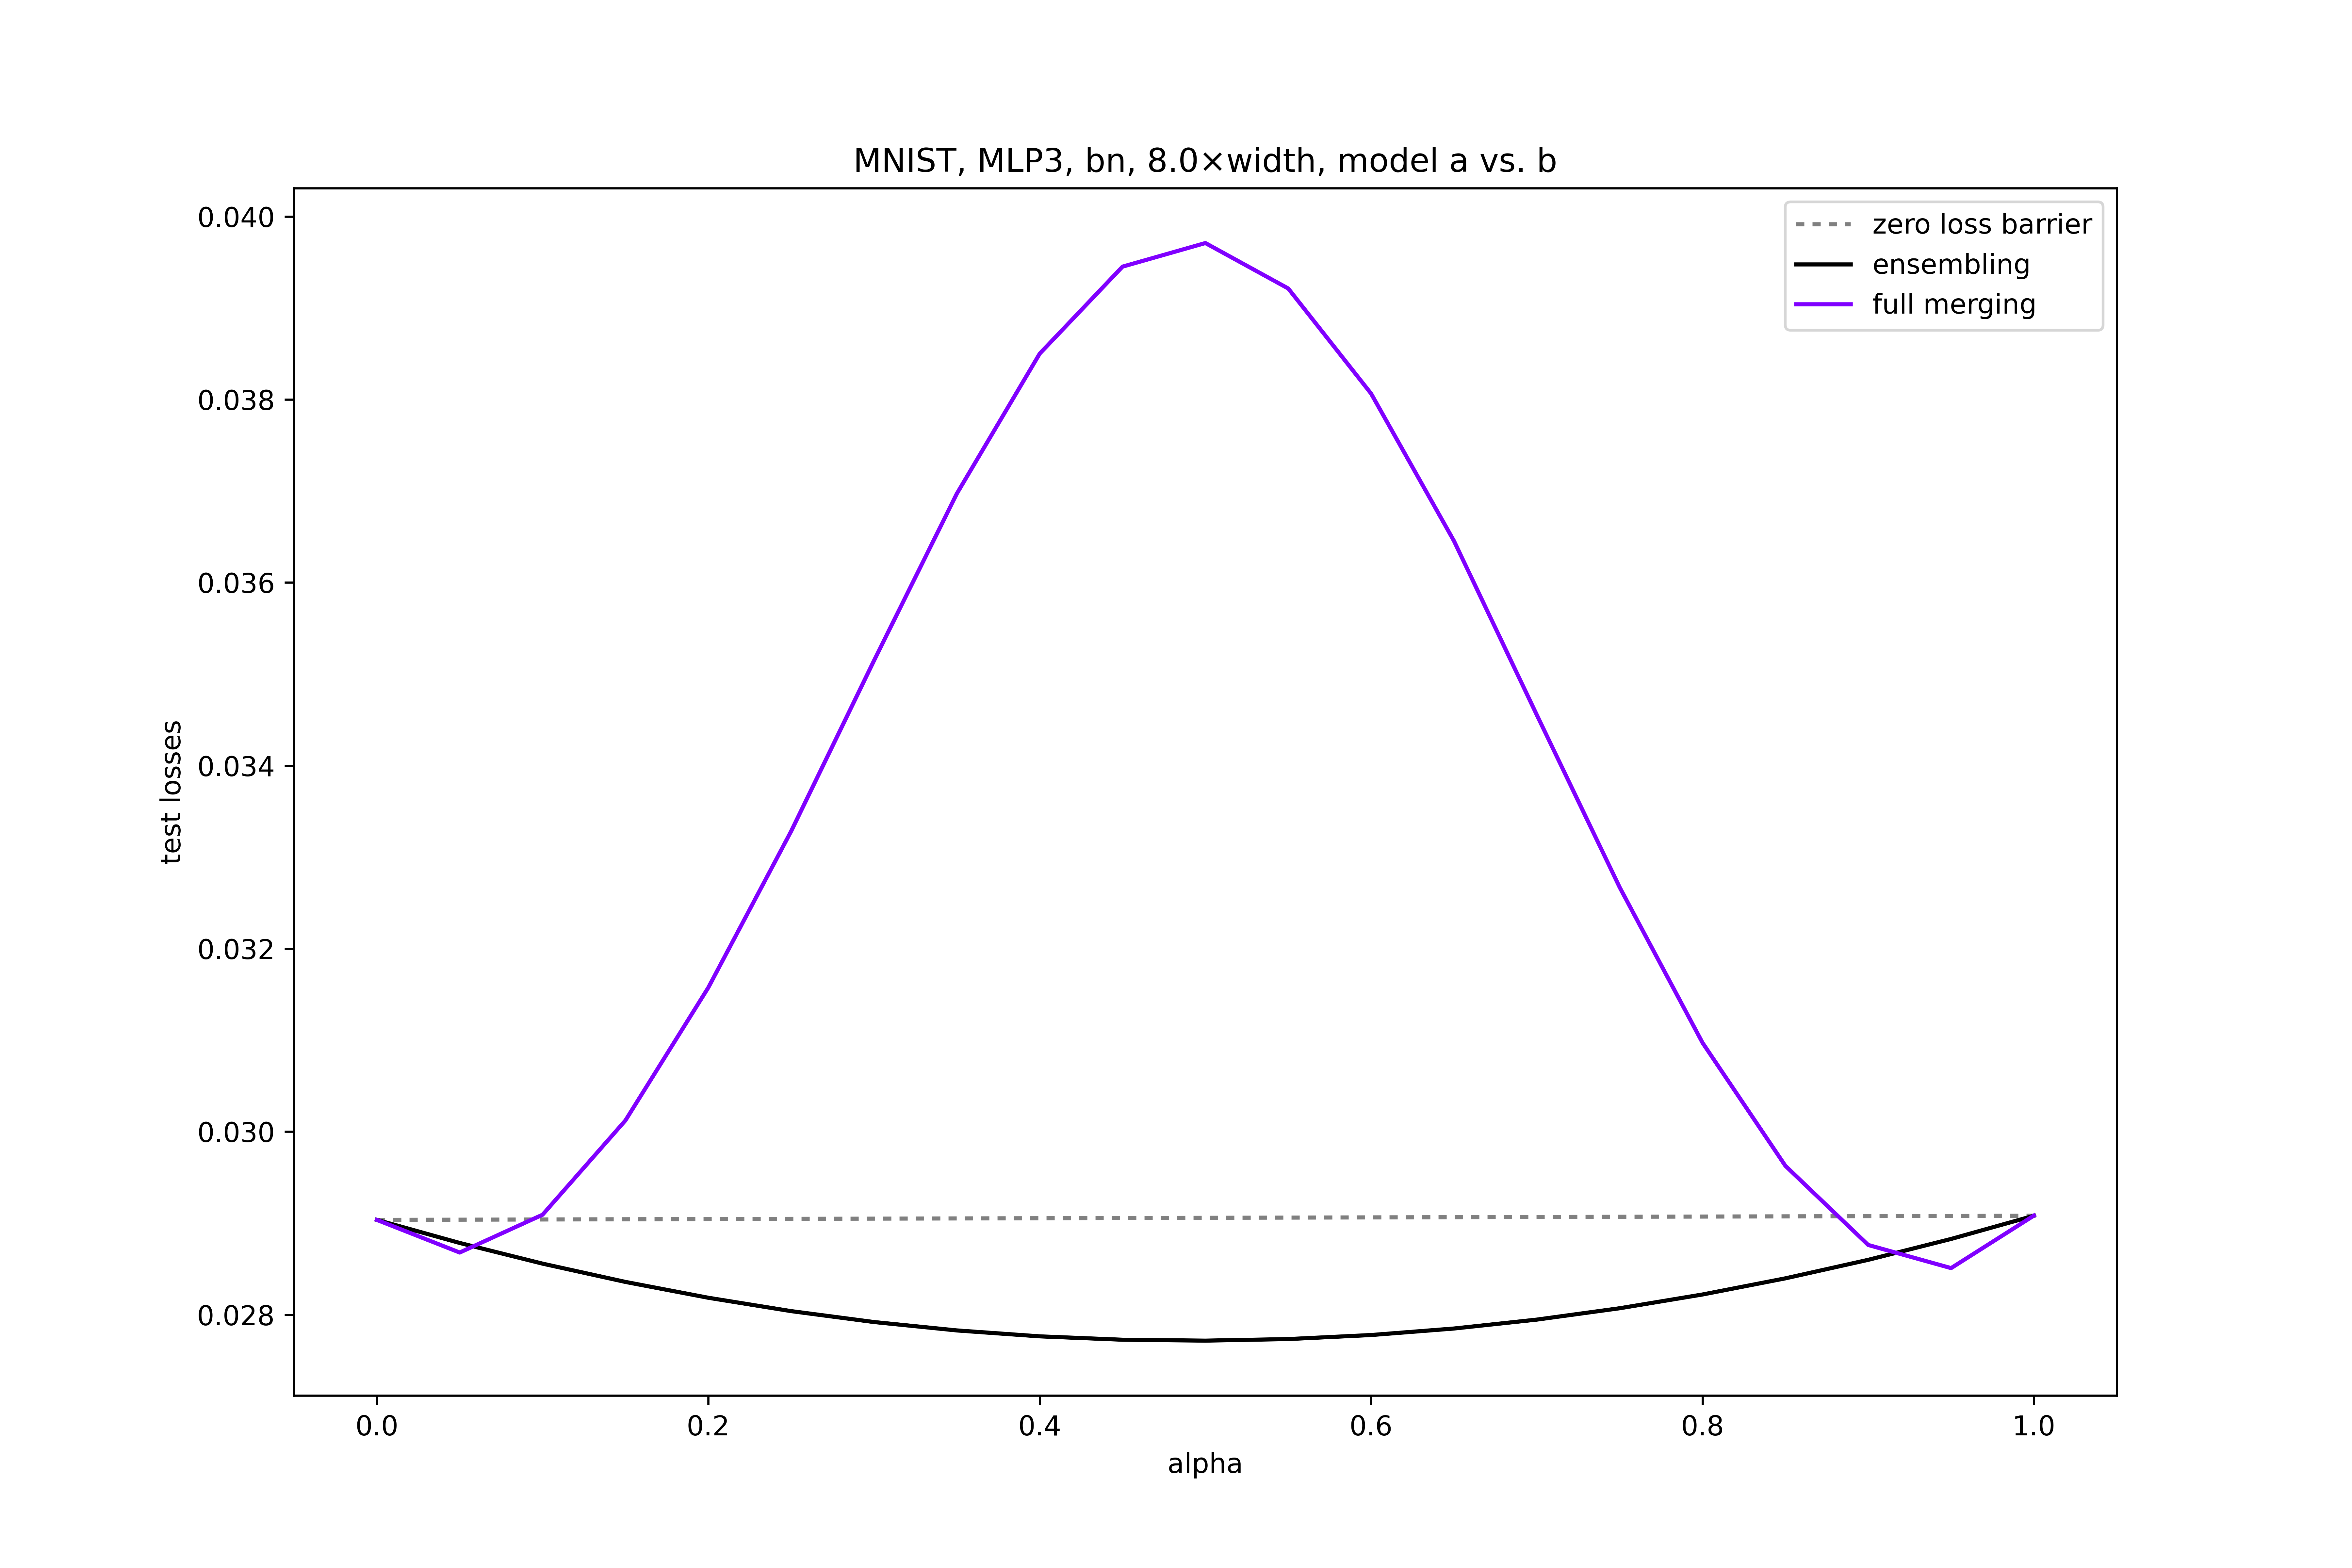 MNIST, MLP3, bn, 8.0×width, model a vs. b
zero loss barrier
ensembling
full merging
0.040
0.038
0.036
0.034
0.032
0.030
0.028
test losses
0.0 0.2 0.4 0.6 0.8 1.0
alpha